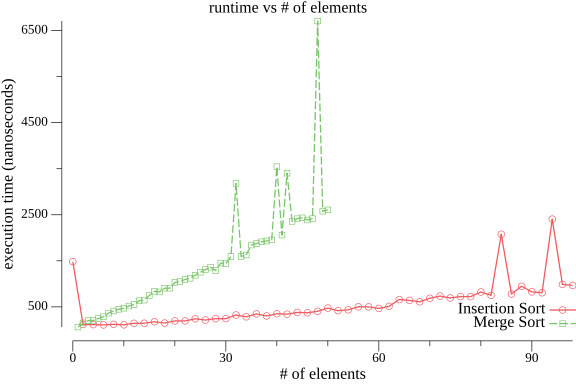 runtime vs # of elements
execution time (nanoseconds)
6500
4500
2500
500
Insertion Sort
Merge Sort
0
30
60
90
# of elements